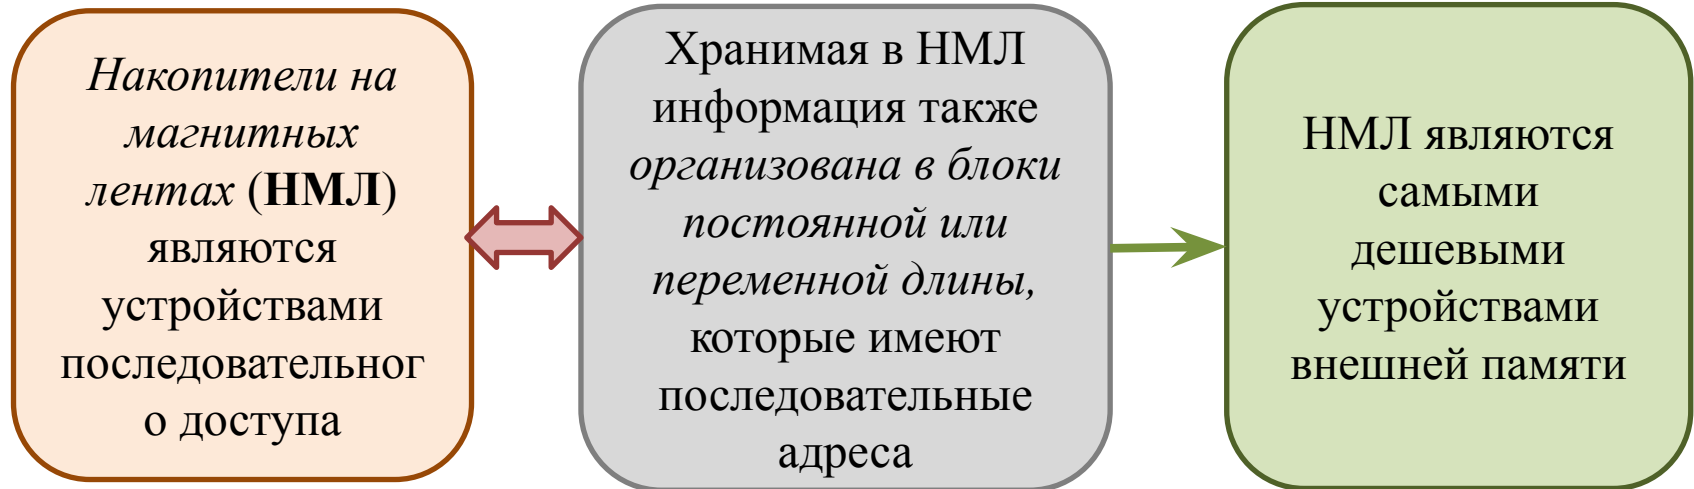 Накопители на
магнитных
лентах (НМЛ)
являются
устройствами
последовательног
о доступа
Хранимая в НМЛ
информация также
организована в блоки
постоянной или
переменной длины,
которые имеют
последовательные
адреса
НМЛ являются
самыми
дешевыми
устройствами
внешней памяти